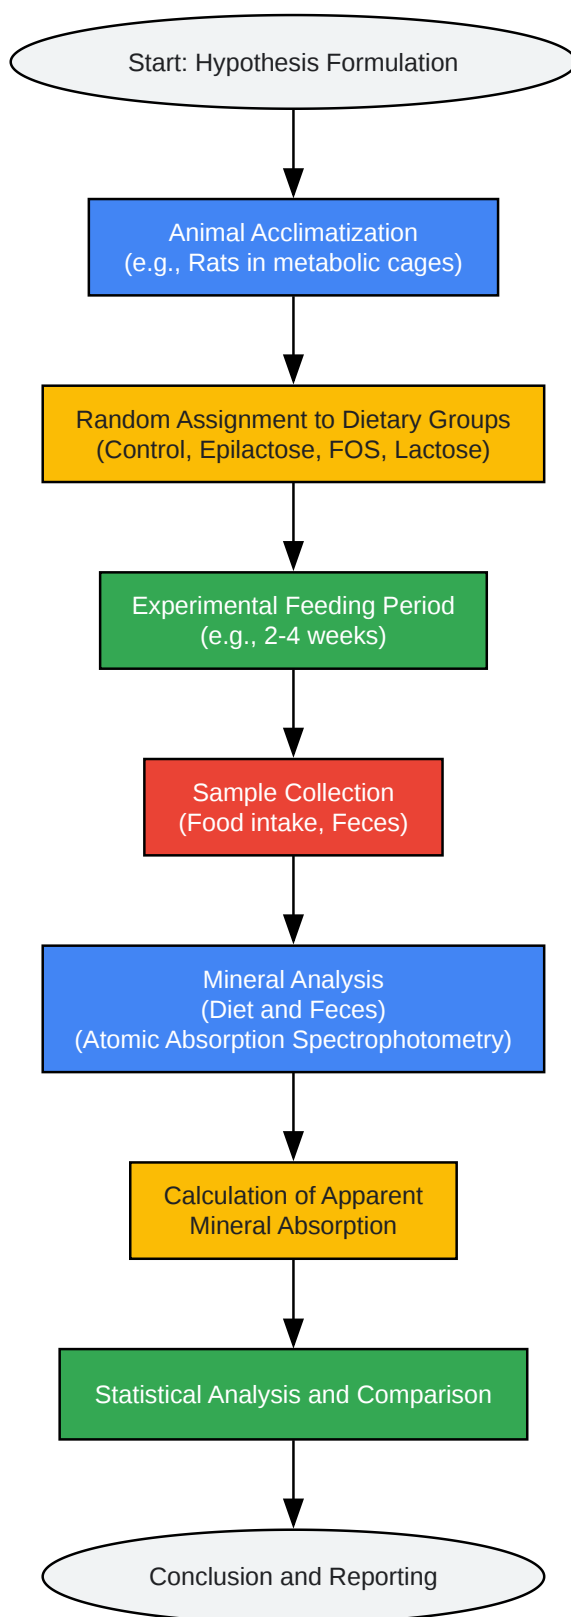 Start: Hypothesis Formulation
Animal Acclimatization
(e.g., Rats in metabolic cages)
Random Assignment to Dietary Groups
(Control, Epilactose, FOS, Lactose)
Experimental Feeding Period
(e.g., 2-4 weeks)
Sample Collection
(Food intake, Feces)
Mineral Analysis
(Diet and Feces)
(Atomic Absorption Spectrophotometry)
Calculation of Apparent
Mineral Absorption
Statistical Analysis and Comparison
Conclusion and Reporting